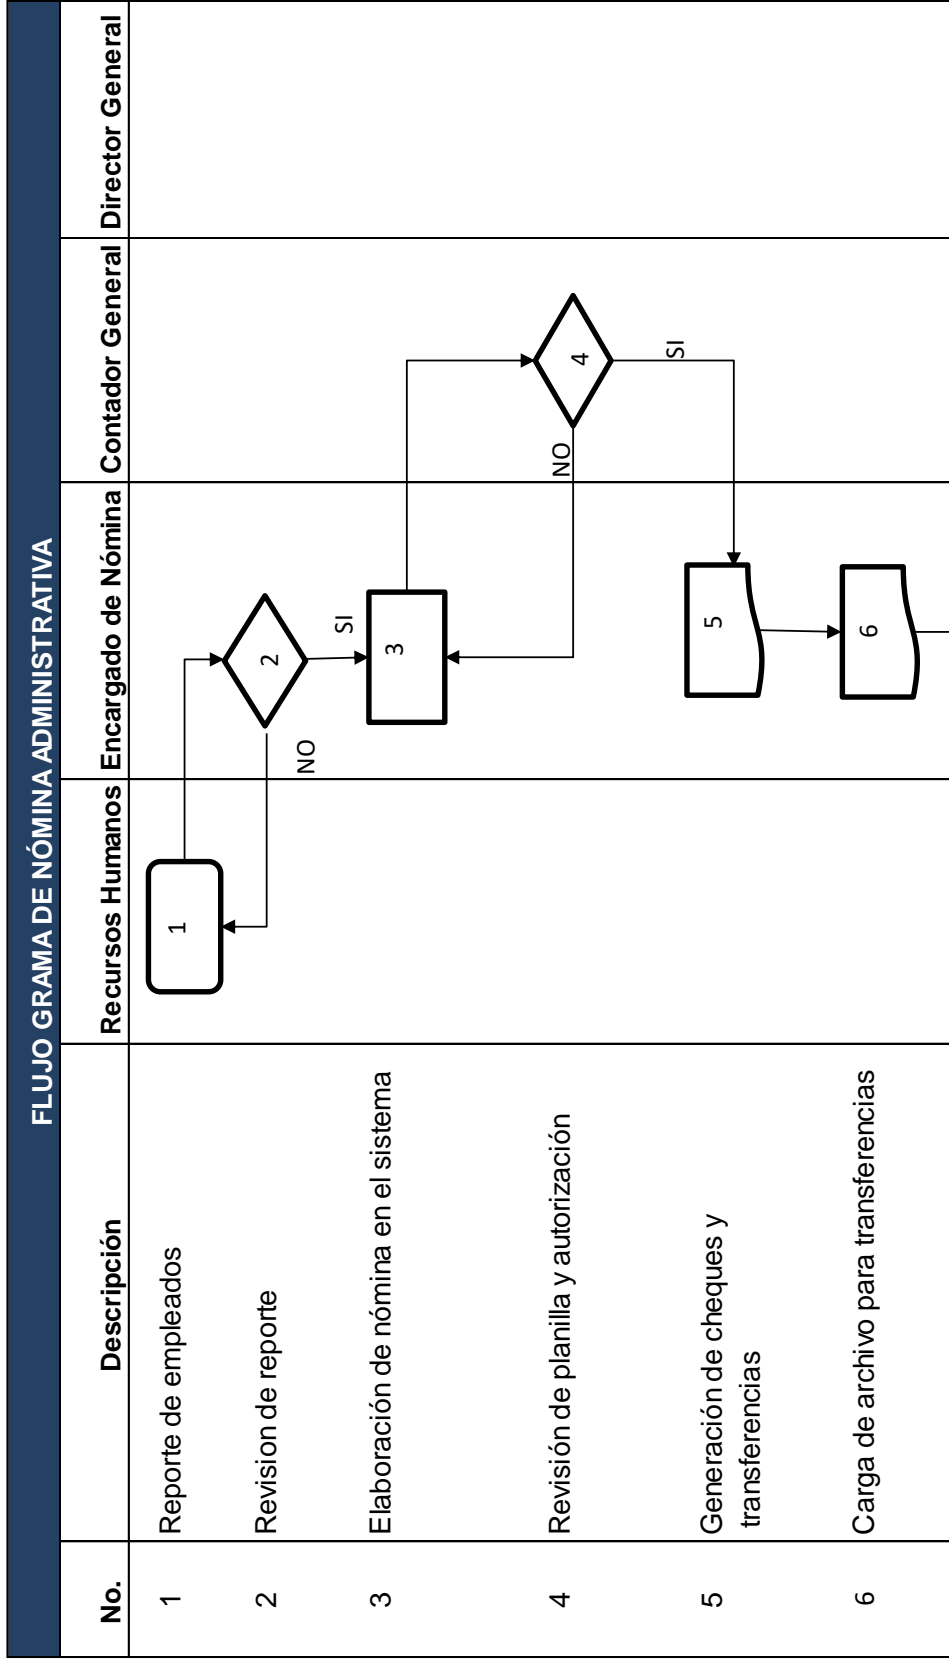 FLUJO GRAMA DE NÓMINA ADMINISTRATIVA
No. Descripción Recursos Humanos Encargado de Nómina Contador General Director General
1 Reporte de empleados 1
2 Revision de reporte 2
NO
SI
3 Elaboración de nómina en el sistema 3
4 Revisión de planilla y autorización NO 4
SI
5 Generación de cheques y 5
transferencias
6 Carga de archivo para transferencias 6